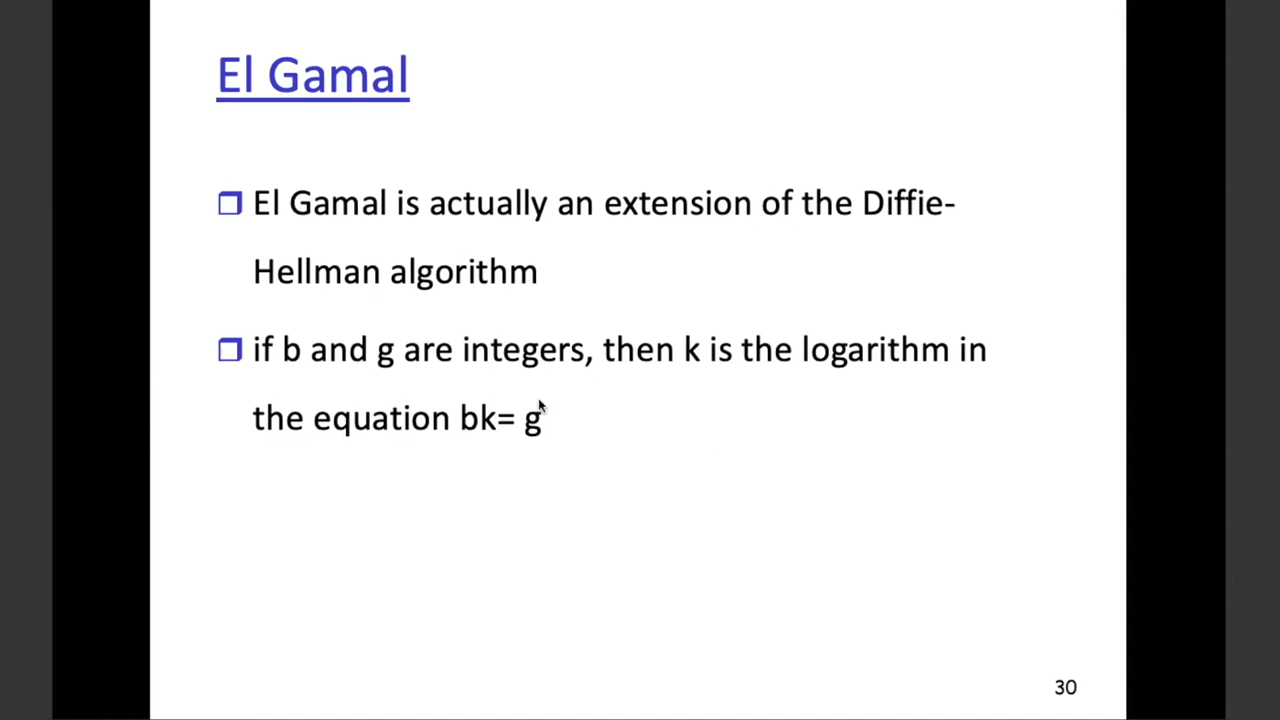 El Gamal
El Gamal is actually an extension of the Diffie-
Hellman algorithm
if b and g are integers, then k is the logarithm in
the equation bk= g
30